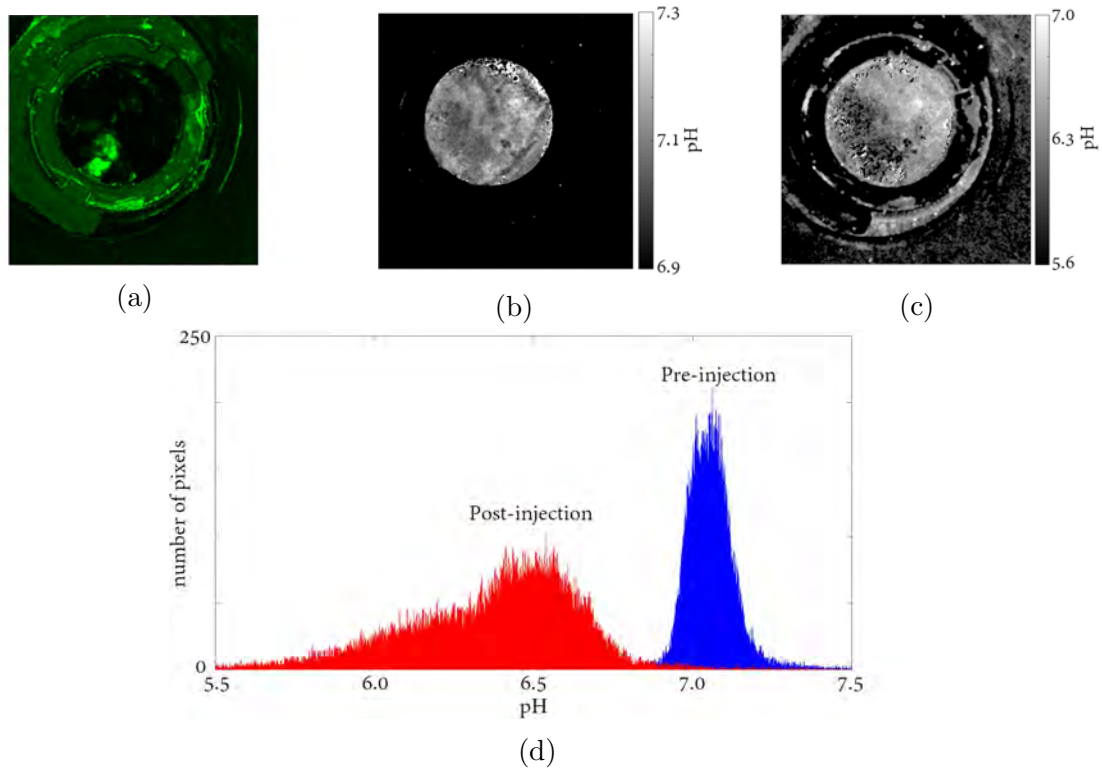 7.3
7.1
6.9
pH
7.0
6.3
5.6
pH
(a)
(b)
(c)
250
0
number of pixels
Pre-injection
Post-injection
5.5 6.0 6.5 7.0 7.5
pH
(d)